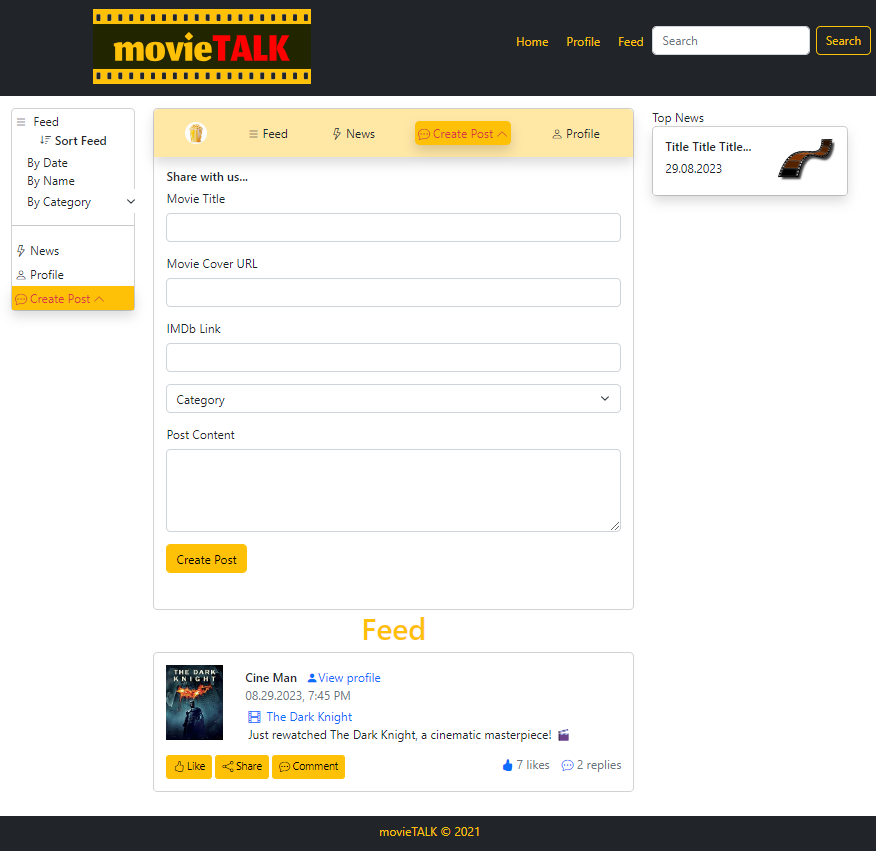 movieTALK
Home Profile Feed Search Search
Feed
Sort Feed
By Date
By Name
By Category
News
Profile
Create Post
Feed News Create Post Profile
Share with us...
Movie Title
Movie Cover URL
IMDb Link
Category
Post Content
Create Post
Top News
Title Title Title...
29.08.2023
Feed
THE DARK
KNIGHT
Cine Man View profile
08.29.2023, 7:45 PM
The Dark Knight
Just rewatched The Dark Knight, a cinematic masterpiece!
Like Share Comment 7 likes 2 replies
movieTALK © 2021